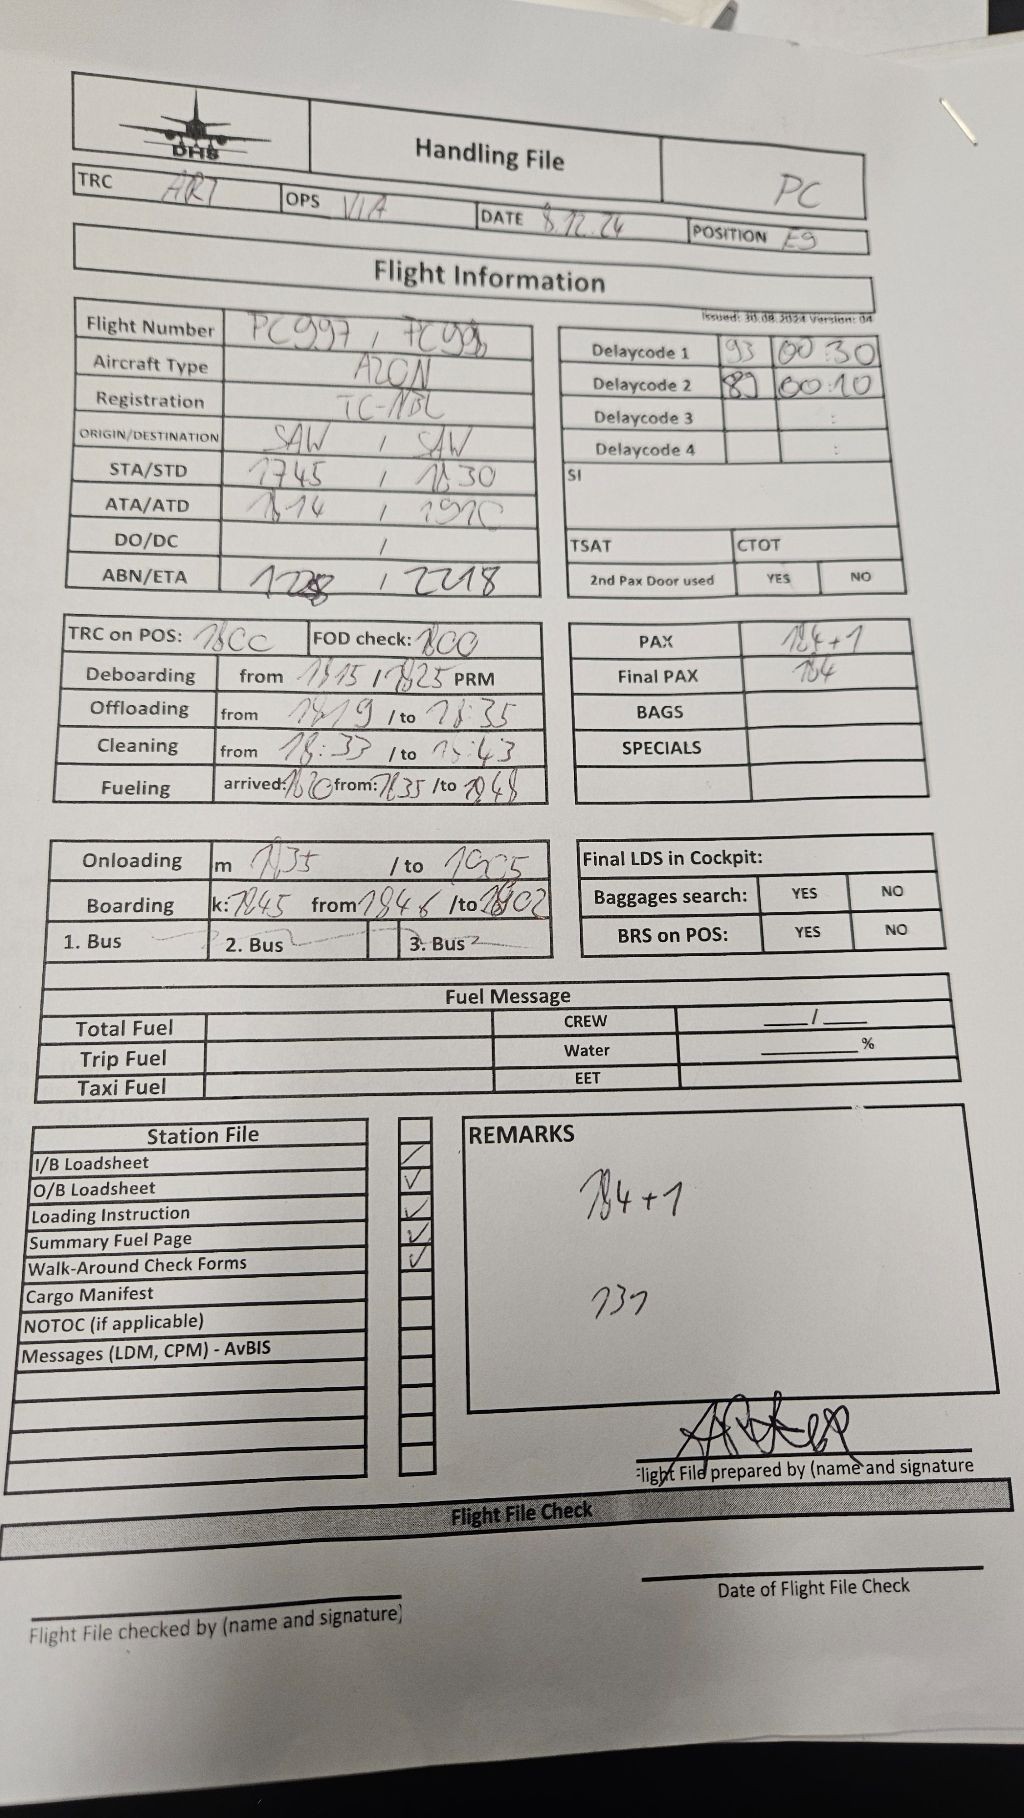 DHS
Handling File
PC
TRC ART OPS VIA DATE 8.12.24 POSITION E9
Flight Information
Issued: 30.08.2024 Version: 04
Flight Number PC997 / PC998
Aircraft Type A20N
Registration TC-NBL
ORIGIN/DESTINATION SAW / SAW
STA/STD 1745 / 1830
ATA/ATD 1814 / 1910
DO/DC /
ABN/ETA / 2218
Delaycode 1 93 00:30
Delaycode 2 89 00:10
Delaycode 3 :
Delaycode 4 :
SI
TSAT CTOT
2nd Pax Door used YES NO
TRC on POS: 1800 FOD check: 1800
Deboarding from 1815 / 1825 PRM
Offloading from 1819 / to 18:35
Cleaning from 18:33 / to 18:43
Fueling arrived: 1820 from: 1835 /to 1848
PAX 184+1
Final PAX 184
BAGS
SPECIALS
Onloading m 1835 / to 1905
Boarding k: 1845 from 1846 /to 1902
1. Bus 2. Bus 3. Bus
Final LDS in Cockpit:
Baggages search: YES NO
BRS on POS: YES NO
Fuel Message
Total Fuel CREW ___/___
Trip Fuel Water ______ %
Taxi Fuel EET
Station File
I/B Loadsheet
O/B Loadsheet
Loading Instruction
Summary Fuel Page
Walk-Around Check Forms
Cargo Manifest
NOTOC (if applicable)
Messages (LDM, CPM) - AvBIS
REMARKS
184+1
131
Flight File prepared by (name and signature
Flight File Check
Flight File checked by (name and signature)
Date of Flight File Check